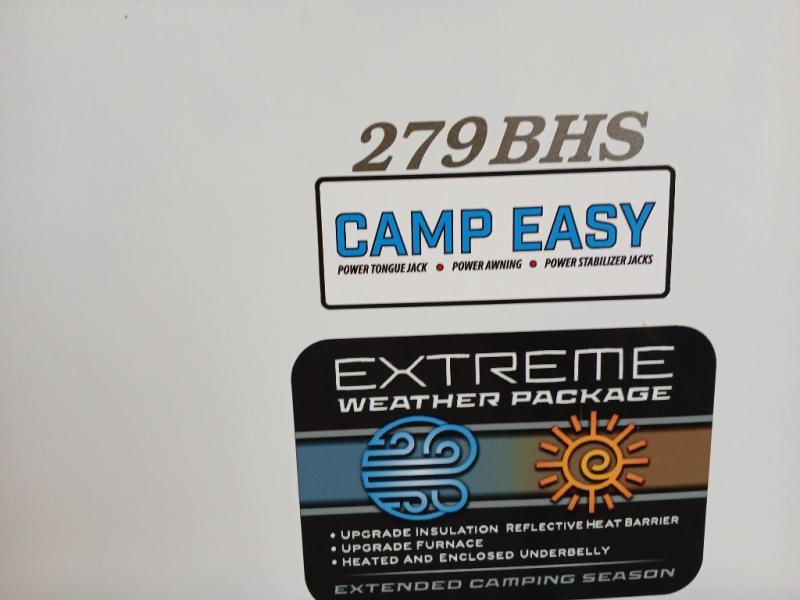 279BHS
CAMP EASY
POWER TONGUE JACK • POWER AWNING • POWER STABILIZER JACKS
EXTREME
WEATHER PACKAGE
• UPGRADE INSULATION REFLECTIVE HEAT BARRIER
• UPGRADE FURNACE
• HEATED AND ENCLOSED UNDERBELLY
EXTENDED CAMPING SEASON